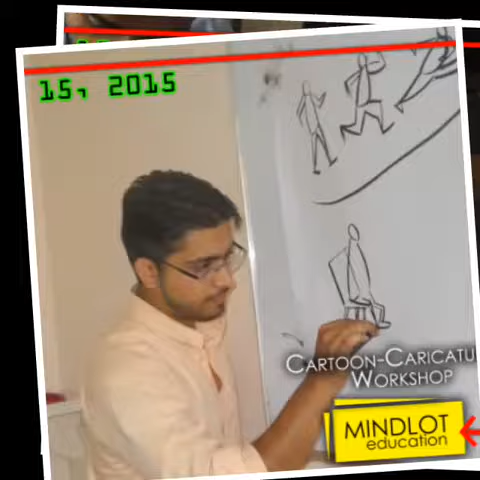 15, 2015
CARTOON-CARICATU
WORKSHOP
MINDLOT
education